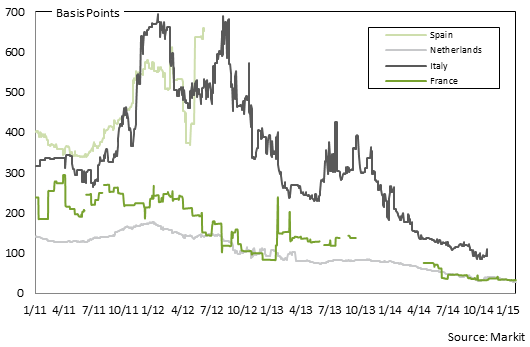 Basis Points
700
600
500
400
300
200
100
0
Spain
Netherlands
Italy
France
1/11 4/11 7/11 10/11 1/12 4/12 7/12 10/12 1/13 4/13 7/13 10/13 1/14 4/14 7/14 10/14 1/15
Source: Markit